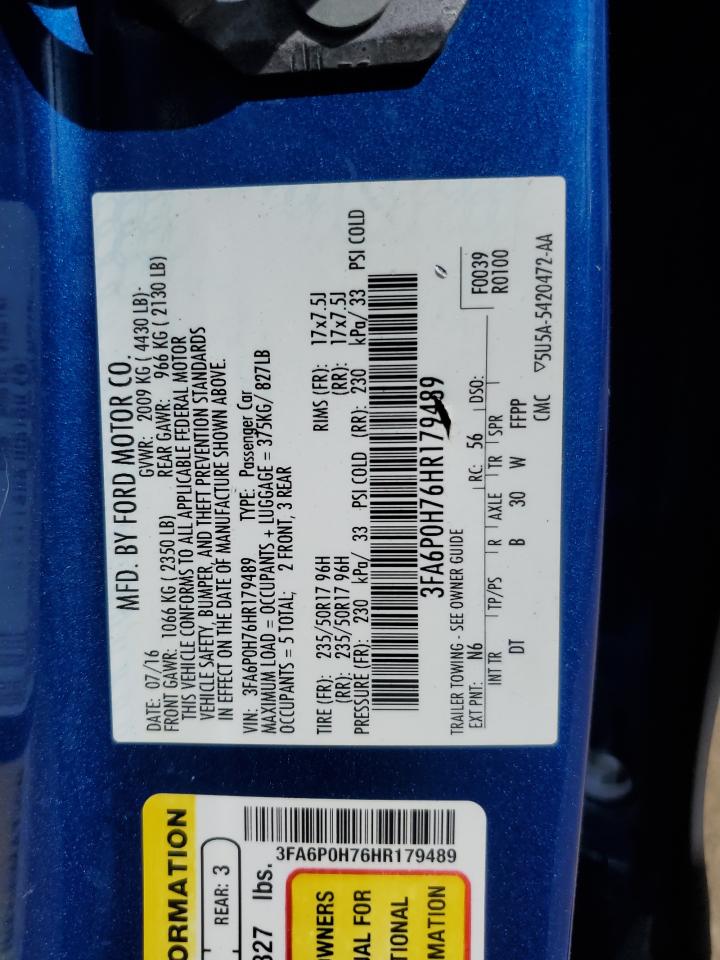 MFD. BY FORD MOTOR CO.
DATE: 07/16 GVWR: 2009 KG ( 4430 LB)-
FRONT GAWR: 1066 KG ( 2350 LB) REAR GAWR: 966 KG ( 2130 LB)
THIS VEHICLE CONFORMS TO ALL APPLICABLE FEDERAL MOTOR
VEHICLE SAFETY, BUMPER, AND THEFT PREVENTION STANDARDS
IN EFFECT ON THE DATE OF MANUFACTURE SHOWN ABOVE.
VIN: 3FA6P0H76HR179489 TYPE: Passenger Car
MAXIMUM LOAD = OCCUPANTS + LUGGAGE = 375KG/ 827LB
OCCUPANTS = 5 TOTAL; 2 FRONT, 3 REAR
TIRE (FR): 235/50R17 96H RIMS (FR): 17x7.5J
(RR): 235/50R17 96H (RR): 17x7.5J
PRESSURE (FR): 230 kPa/ 33 PSI COLD (RR): 230 kPa/ 33 PSI COLD
3FA6P0H76HR179489
TRAILER TOWING - SEE OWNER GUIDE
EXT PNT: N6 RC: 56 DSO: F0039
R0100
INT TR TP/PS R AXLE TR SPR
DT B 30 W FFPP
CMC ▽5U5A-5420472-AA
ORMATION
REAR: 3
327 lbs.
3FA6P0H76HR179489
WNERS
AL FOR
TIONAL
MATION